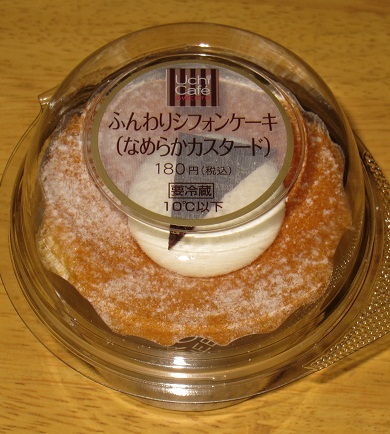 Uchi
Café
ふんわりシフォンケーキ
(なめらかカスタード)
180円(税込)
要冷蔵
10℃以下